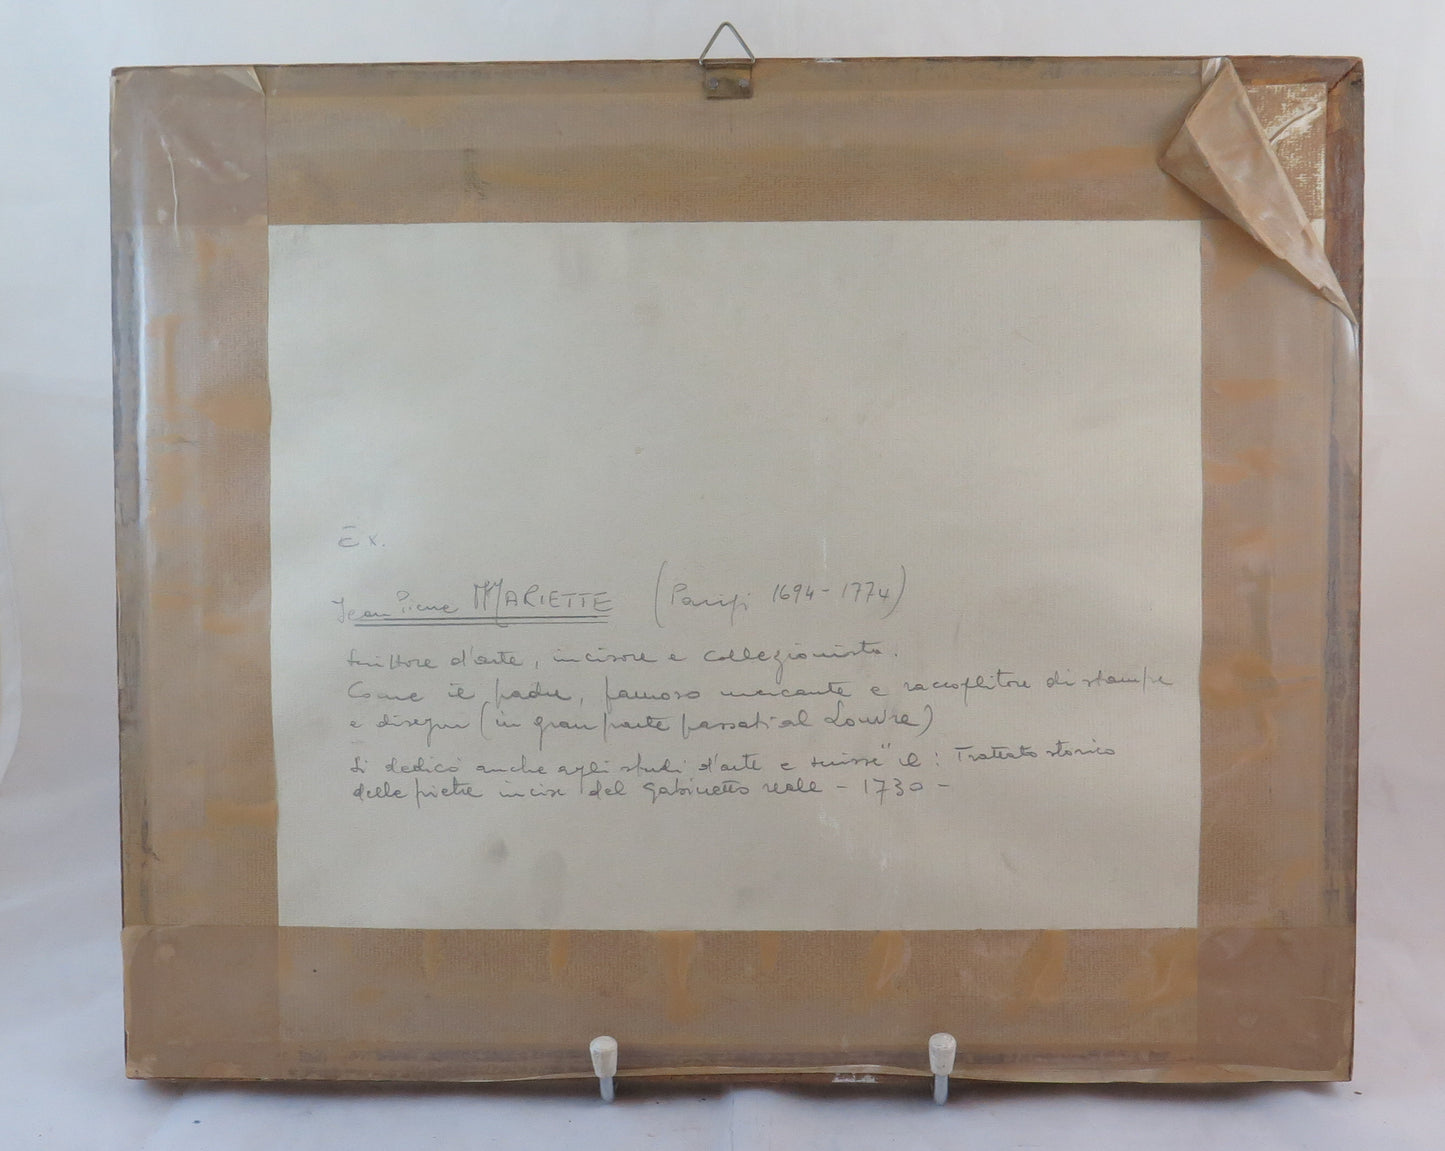 Ex.
Jean Pierre MARIETTE (Parigi 1694-1774)
Scrittore d'arte, incisore e collezionista.
Come il padre, famoso mercante e raccoglitore di stampe
e disegni (in gran parte passati al Louvre)
Si dedicò anche agli studi d'arte e scrisse il: Trattato storico
delle pietre incise del gabinetto reale - 1730 -